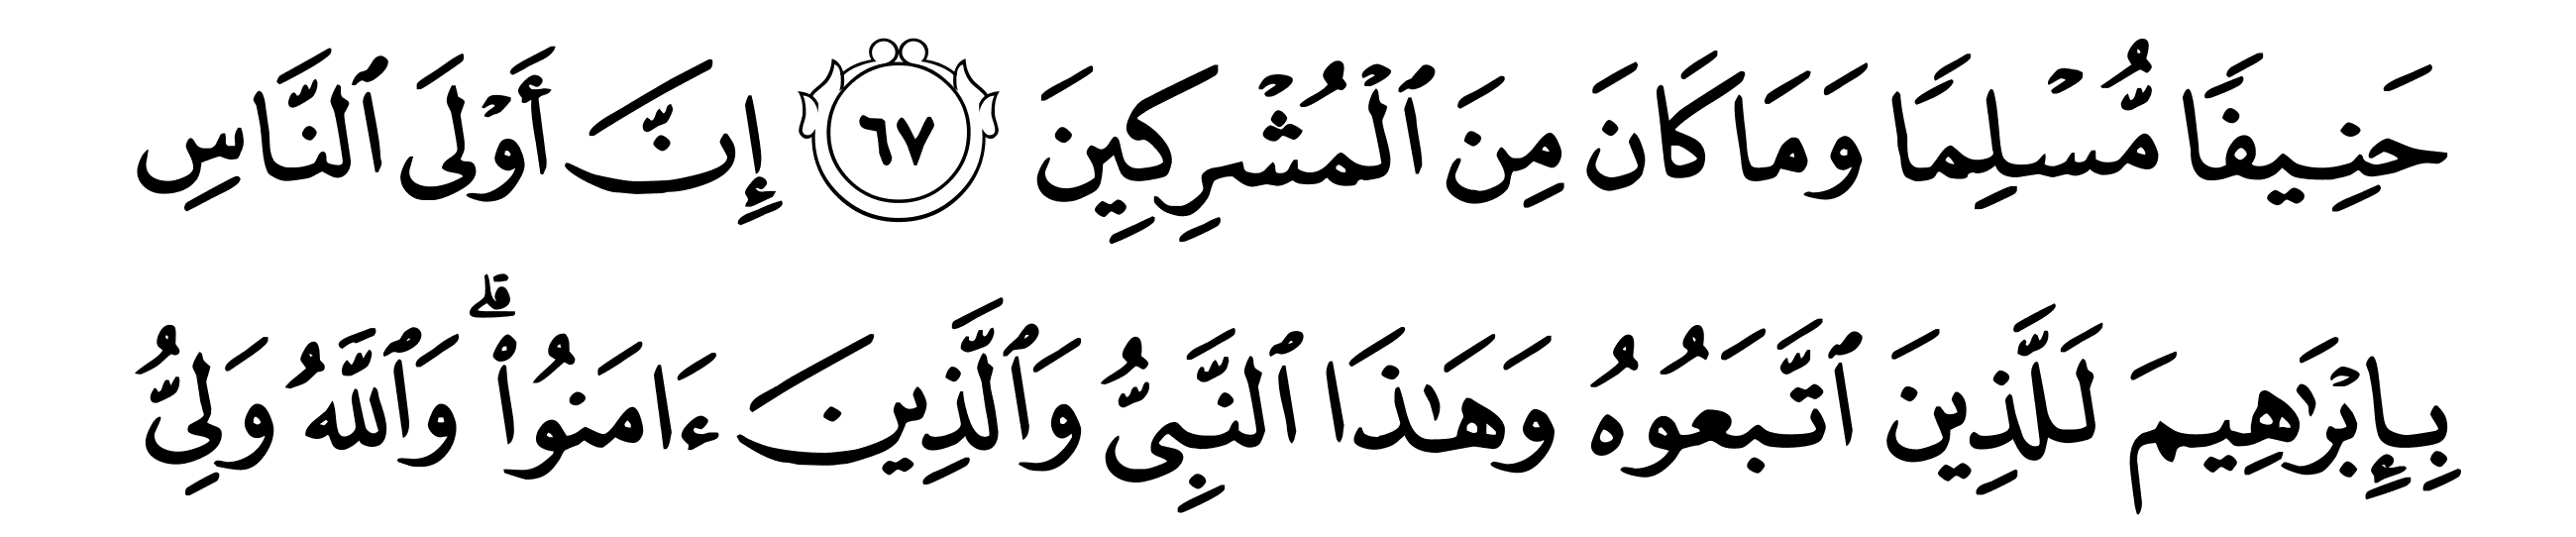 حَنِيفًا مُّسۡلِمًا وَمَا كَانَ مِنَ ٱلۡمُشۡرِكِينَ ٦٧ إِنَّ أَوۡلَى ٱلنَّاسِ
بِإِبۡرَٰهِيمَ لَلَّذِينَ ٱتَّبَعُوهُ وَهَٰذَا ٱلنَّبِيُّ وَٱلَّذِينَ ءَامَنُواْۗ وَٱللَّهُ وَلِيُّ